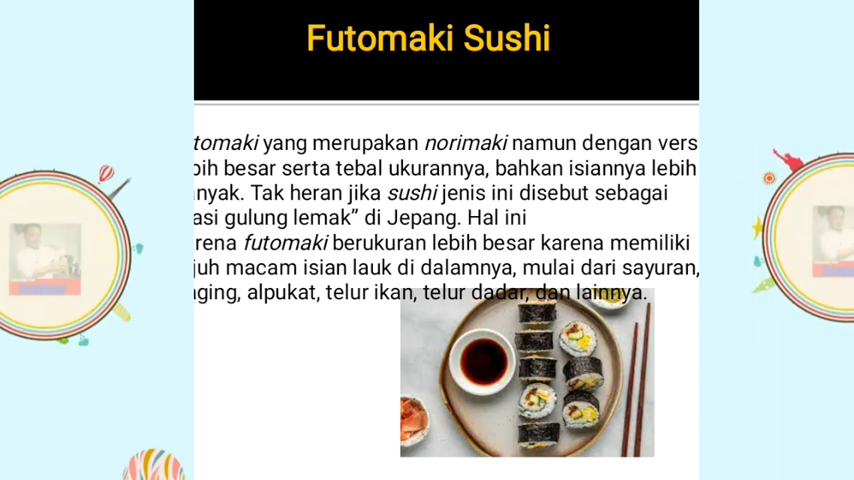 Futomaki Sushi
tomaki yang merupakan norimaki namun dengan vers
bih besar serta tebal ukurannya, bahkan isiannya lebih
anyak. Tak heran jika sushi jenis ini disebut sebagai
asi gulung lemak” di Jepang. Hal ini
rena futomaki berukuran lebih besar karena memiliki
juh macam isian lauk di dalamnya, mulai dari sayuran,
aging, alpukat, telur ikan, telur dadar, dan lainnya.